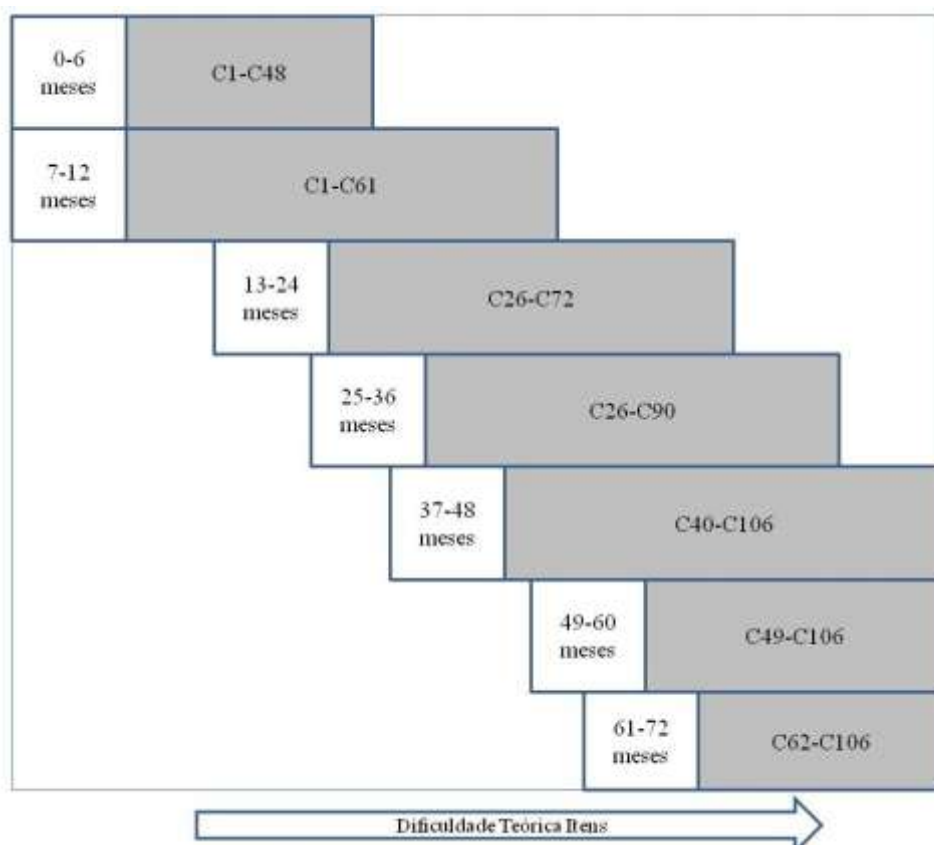 0-6
meses
C1-C48
7-12
meses
C1-C61
13-24
meses
C26-C72
25-36
meses
C26-C90
37-48
meses
C40-C106
49-60
meses
C49-C106
61-72
meses
C62-C106
Dificuldade Teórica Itens